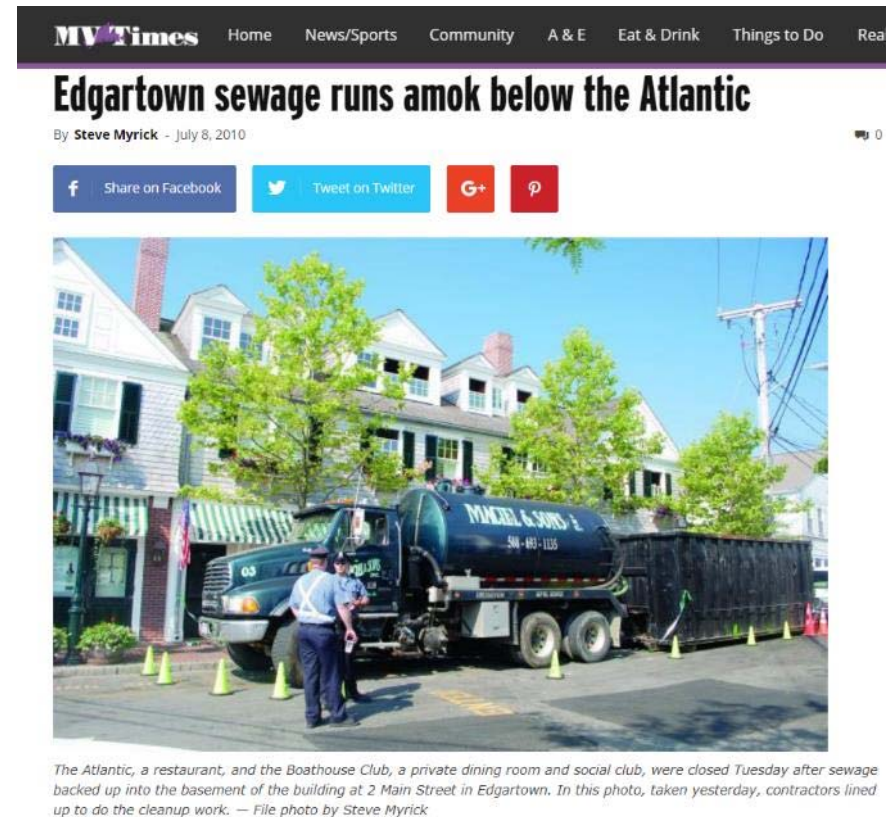 MV Times
Home News/Sports Community A & E Eat & Drink Things to Do Rea
Edgartown sewage runs amok below the Atlantic
By Steve Myrick - July 8, 2010
0
f Share on Facebook
Tweet on Twitter
G+
03
MACIEL & SONS
508-693-1135
The Atlantic, a restaurant, and the Boathouse Club, a private dining room and social club, were closed Tuesday after sewage
backed up into the basement of the building at 2 Main Street in Edgartown. In this photo, taken yesterday, contractors lined
up to do the cleanup work. — File photo by Steve Myrick